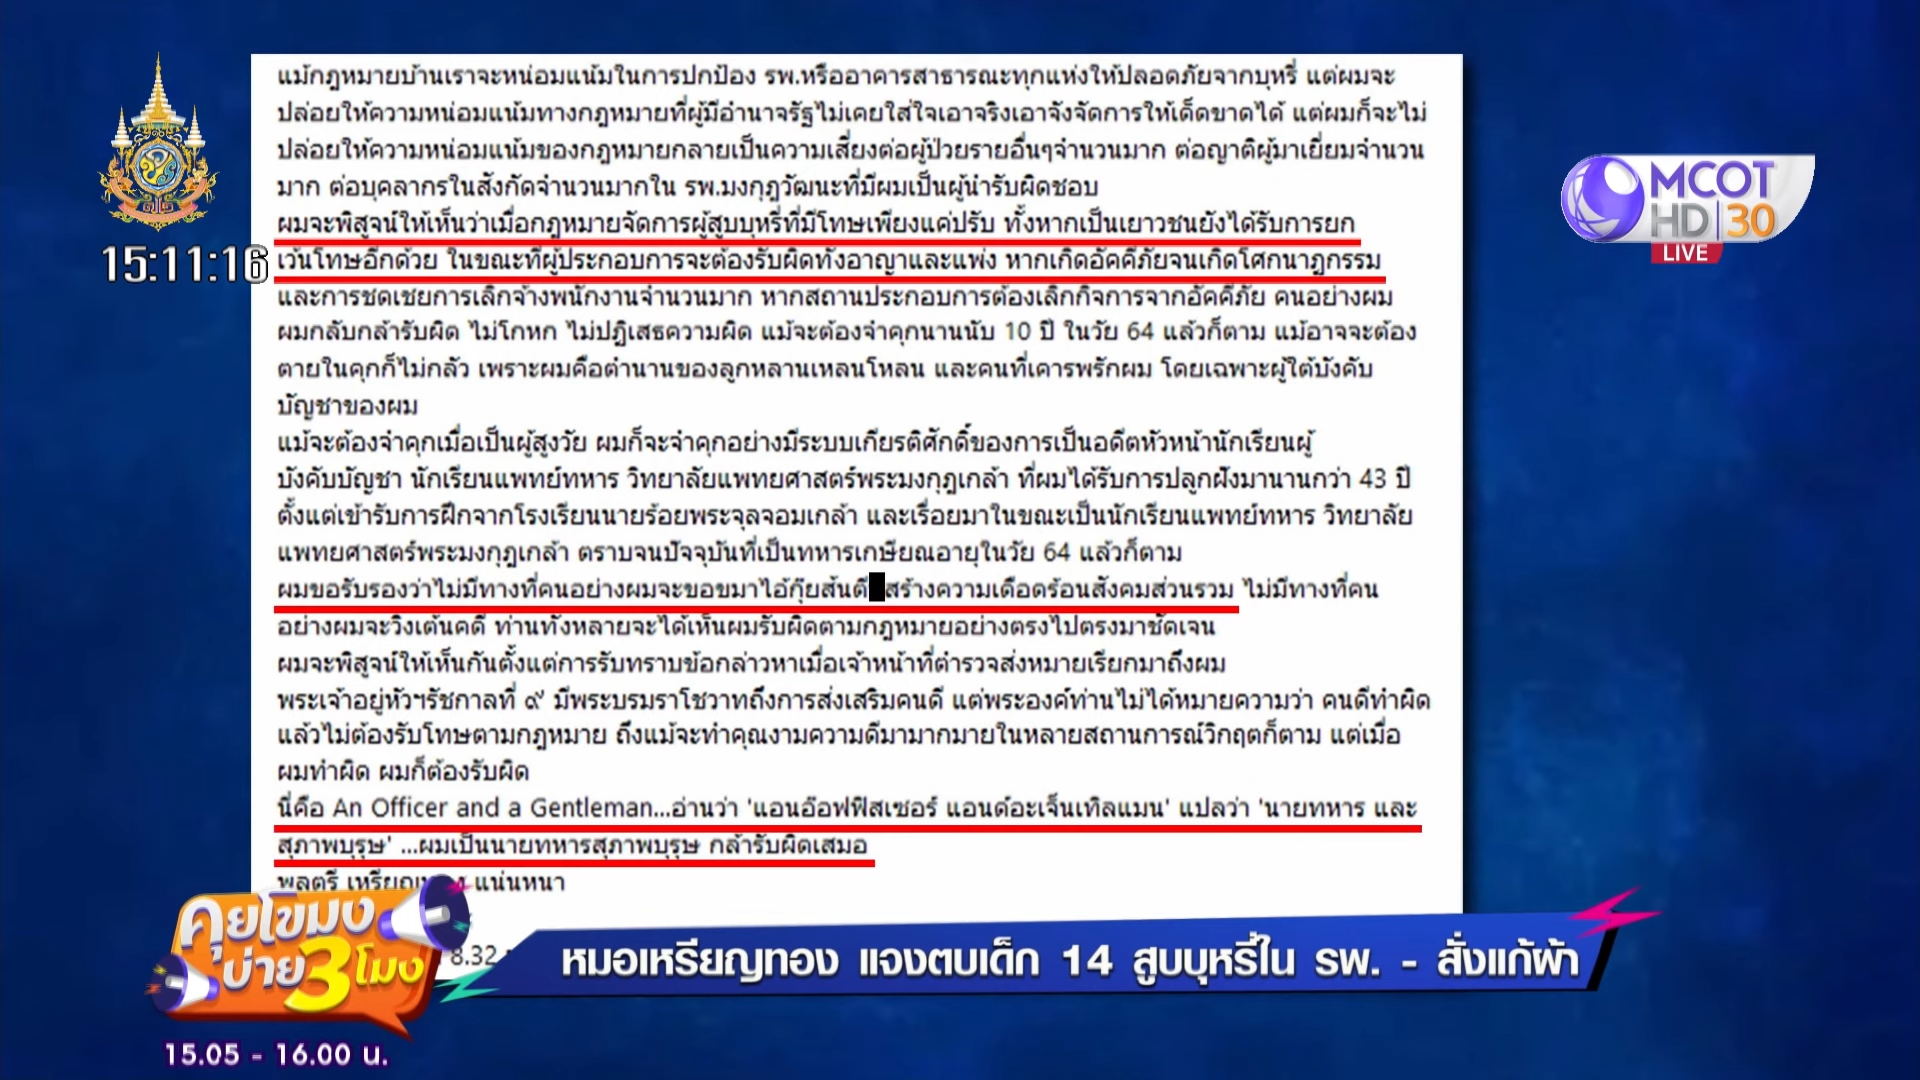 แม้กฎหมายบ้านเราจะหน่อมแน้มในการปกป้อง รพ.หรืออาคารสาธารณะทุกแห่งให้ปลอดภัยจากบุหรี่ แต่ผมจะ
ปล่อยให้ความหน่อมแน้มทางกฎหมายที่ผู้มีอำนาจรัฐไม่เคยใส่ใจเอาจริงเอาจังจัดการให้เด็ดขาดได้ แต่ผมก็จะไม่
ปล่อยให้ความหน่อมแน้มของกฎหมายกลายเป็นความเสี่ยงต่อผู้ป่วยรายอื่นๆจำนวนมาก ต่อญาติผู้มาเยี่ยมจำนวน
มาก ต่อบุคลากรในสังกัดจำนวนมากใน รพ.มงกุฎวัฒนะที่มีผมเป็นผู้นำรับผิดชอบ
ผมจะพิสูจน์ให้เห็นว่าเมื่อกฎหมายจัดการผู้สูบบุหรี่ที่มีโทษเพียงแค่ปรับ ทั้งหากเป็นเยาวชนยังได้รับการยก
เว้นโทษอีกด้วย ในขณะที่ผู้ประกอบการจะต้องรับผิดทั้งอาญาและแพ่ง หากเกิดอัคคีภัยจนเกิดโศกนาฏกรรม
และการชดเชยการเลิกจ้างพนักงานจำนวนมาก หากสถานประกอบการต้องเลิกกิจการจากอัคคีภัย คนอย่างผม
ผมกลับกล้ารับผิด ไม่โกหก ไม่ปฏิเสธความผิด แม้จะต้องจำคุกนานนับ 10 ปี ในวัย 64 แล้วก็ตาม แม้อาจจะต้อง
ตายในคุกก็ไม่กลัว เพราะผมคือตำนานของลูกหลานเหลนโหลน และคนที่เคารพรักผม โดยเฉพาะผู้ใต้บังคับ
บัญชาของผม
แม้จะต้องจำคุกเมื่อเป็นผู้สูงวัย ผมก็จะจำคุกอย่างมีระบบเกียรติศักดิ์ของการเป็นอดีตหัวหน้านักเรียนผู้
บังคับบัญชา นักเรียนแพทย์ทหาร วิทยาลัยแพทยศาสตร์พระมงกุฎเกล้า ที่ผมได้รับการปลูกฝังมานานกว่า 43 ปี
ตั้งแต่เข้ารับการฝึกจากโรงเรียนนายร้อยพระจุลจอมเกล้า และเรื่อยมาในขณะเป็นนักเรียนแพทย์ทหาร วิทยาลัย
แพทยศาสตร์พระมงกุฎเกล้า ตราบจนปัจจุบันที่เป็นทหารเกษียณอายุในวัย 64 แล้วก็ตาม
ผมขอรับรองว่าไม่มีทางที่คนอย่างผมจะขอขมาไอ้กุ๊ยส้นตี สร้างความเดือดร้อนสังคมส่วนรวม ไม่มีทางที่คน
อย่างผมจะวิ่งเต้นคดี ท่านทั้งหลายจะได้เห็นผมรับผิดตามกฎหมายอย่างตรงไปตรงมาชัดเจน
ผมจะพิสูจน์ให้เห็นกันตั้งแต่การรับทราบข้อกล่าวหาเมื่อเจ้าหน้าที่ตำรวจส่งหมายเรียกมาถึงผม
พระเจ้าอยู่หัวฯรัชกาลที่ ๙ มีพระบรมราโชวาทถึงการส่งเสริมคนดี แต่พระองค์ท่านไม่ได้หมายความว่า คนดีทำผิด
แล้วไม่ต้องรับโทษตามกฎหมาย ถึงแม้จะทำคุณงามความดีมามากมายในหลายสถานการณ์วิกฤตก็ตาม แต่เมื่อ
ผมทำผิด ผมก็ต้องรับผิด
นี่คือ An Officer and a Gentleman...อ่านว่า 'แอนอ๊อฟฟิสเซอร์ แอนด์อะเจ็นเทิลแมน' แปลว่า 'นายทหาร และ
สุภาพบุรุษ' ...ผมเป็นนายทหารสุภาพบุรุษ กล้ารับผิดเสมอ
พลตรี แน่นหนา
8.32
15:11:16
MCOT
HD 30
LIVE
คุยโขมง
บ่าย 3 โมง
หมอเหรียญทอง แจงตบเด็ก 14 สูบบุหรี่ใน รพ. - สั่งแก้ผ้า
15.05 - 16.00 น.